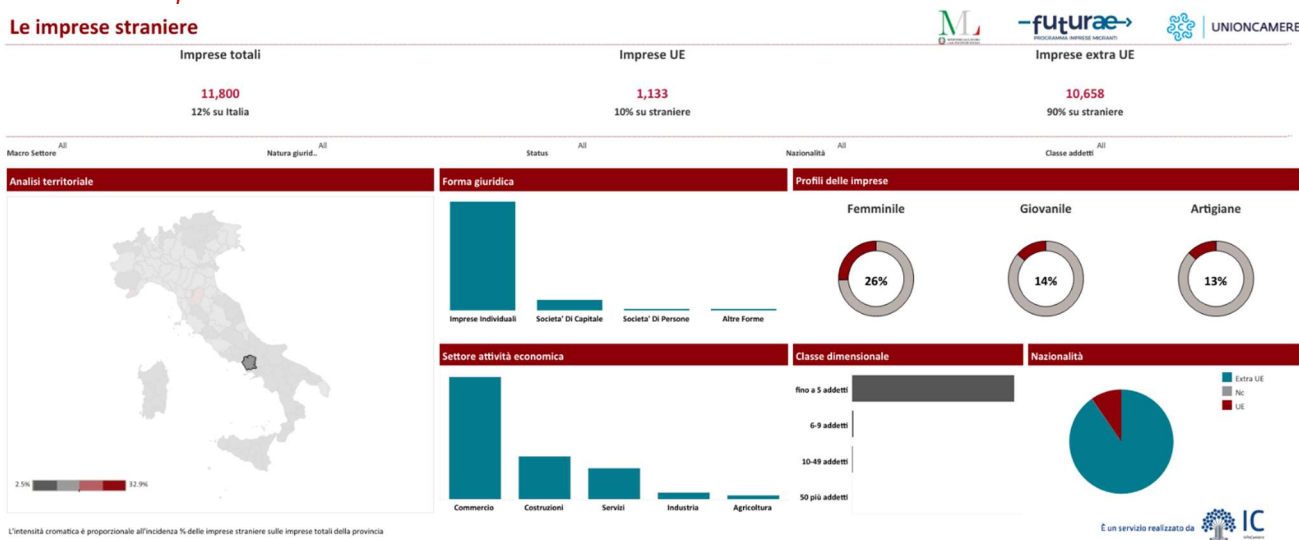 Le imprese straniere
ML
-futurae->
PROGRAMMA IMPRESE MIGRANTI
UNIONCAMERE
Imprese totali
Imprese UE
Imprese extra UE
11,800
1,133
10,658
12% su Italia
10% su straniere
90% su straniere
Macro Settore All
Natura giurid.. All
Status All
Nazionalità All
Classe addetti All
Analisi territoriale
Forma giuridica
Profili delle imprese
Femminile
Giovanile
Artigiane
26%
14%
13%
Imprese Individuali
Societa' Di Capitale
Societa' Di Persone
Altre Forme
Settore attività economica
Classe dimensionale
Nazionalità
fino a 5 addetti
6-9 addetti
10-49 addetti
50 più addetti
Extra UE
Nc
UE
2.5%
32.9%
Commercio
Costruzioni
Servizi
Industria
Agricoltura
L'intensità cromatica è proporzionale all'incidenza % delle imprese straniere sulle imprese totali della provincia
È un servizio realizzato da
IC
InfoCamere